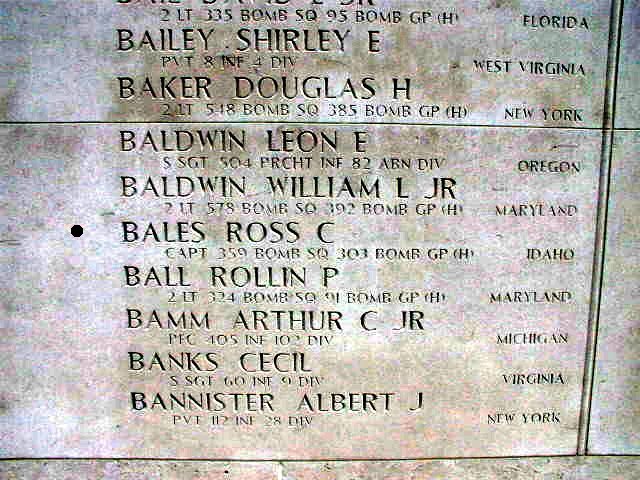 2 LT 335 BOMB SQ 95 BOMB GP (H) FLORIDA
BAILEY SHIRLEY E
PVT 8 INF 4 DIV WEST VIRGINIA
BAKER DOUGLAS H
2 LT 548 BOMB SQ 385 BOMB GP (H) NEW YORK
BALDWIN LEON E
S SGT 504 PRCHT INF 82 ABN DIV OREGON
BALDWIN WILLIAM L JR
2 LT 578 BOMB SQ 392 BOMB GP (H) MARYLAND
BALES ROSS C
CAPT 359 BOMB SQ 303 BOMB GP (H) IDAHO
BALL ROLLIN P
2 LT 324 BOMB SQ 91 BOMB GP (H) MARYLAND
BAMM ARTHUR C JR
PFC 405 INF 102 DIV MICHIGAN
BANKS CECIL
S SGT 60 INF 9 DIV VIRGINIA
BANNISTER ALBERT J
PVT 112 INF 28 DIV NEW YORK